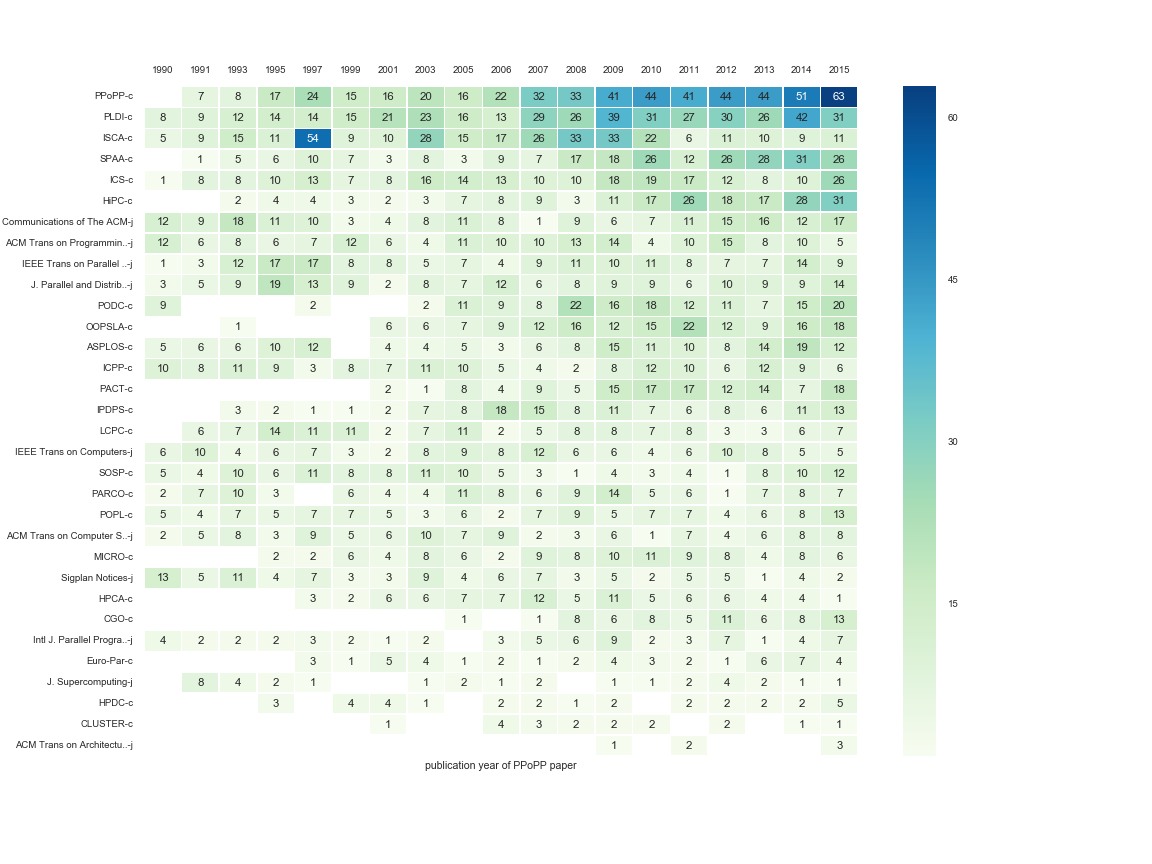 1990 1991 1993 1995 1997 1999 2001 2003 2005 2006 2007 2008 2009 2010 2011 2012 2013 2014 2015
PPoPP-c 7 8 17 24 15 16 20 16 22 32 33 41 44 41 44 44 51 63
PLDI-c 8 9 12 14 14 15 21 23 16 13 29 26 39 31 27 30 26 42 31
ISCA-c 5 9 15 11 54 9 10 28 15 17 26 33 33 22 6 11 10 9 11
SPAA-c 1 5 6 10 7 3 8 3 9 7 17 18 26 12 26 28 31 26
ICS-c 1 8 8 10 13 7 8 16 14 13 10 10 18 19 17 12 8 10 26
HiPC-c 2 4 4 3 2 3 7 8 9 3 11 17 26 18 17 28 31
Communications of The ACM-j 12 9 18 11 10 3 4 8 11 8 1 9 6 7 11 15 16 12 17
ACM Trans on Programmin..-j 12 6 8 6 7 12 6 4 11 10 10 13 14 4 10 15 8 10 5
IEEE Trans on Parallel ..-j 1 3 12 17 17 8 8 5 7 4 9 11 10 11 8 7 7 14 9
J. Parallel and Distrib..-j 3 5 9 19 13 9 2 8 7 12 6 8 9 9 6 10 9 9 14
PODC-c 9 2 2 11 9 8 22 16 18 12 11 7 15 20
OOPSLA-c 1 6 6 7 9 12 16 12 15 22 12 9 16 18
ASPLOS-c 5 6 6 10 12 4 4 5 3 6 8 15 11 10 8 14 19 12
ICPP-c 10 8 11 9 3 8 7 11 10 5 4 2 8 12 10 6 12 9 6
PACT-c 2 1 8 4 9 5 15 17 17 12 14 7 18
IPDPS-c 3 2 1 1 2 7 8 18 15 8 11 7 6 8 6 11 13
LCPC-c 6 7 14 11 11 2 7 11 2 5 8 8 7 8 3 3 6 7
IEEE Trans on Computers-j 6 10 4 6 7 3 2 8 9 8 12 6 6 4 6 10 8 5 5
SOSP-c 5 4 10 6 11 8 8 11 10 5 3 1 4 3 4 1 8 10 12
PARCO-c 2 7 10 3 6 4 4 11 8 6 9 14 5 6 1 7 8 7
POPL-c 5 4 7 5 7 7 5 3 6 2 7 9 5 7 7 4 6 8 13
ACM Trans on Computer S..-j 2 5 8 3 9 5 6 10 7 9 2 3 6 1 7 4 6 8 8
MICRO-c 2 2 6 4 8 6 2 9 8 10 11 9 8 4 8 6
Sigplan Notices-j 13 5 11 4 7 3 3 9 4 6 7 3 5 2 5 5 1 4 2
HPCA-c 3 2 6 6 7 7 12 5 11 5 6 6 4 4 1
CGO-c 1 1 8 6 8 5 11 6 8 13
Intl J. Parallel Progra..-j 4 2 2 2 3 2 1 2 3 5 6 9 2 3 7 1 4 7
Euro-Par-c 3 1 5 4 1 2 1 2 4 3 2 1 6 7 4
J. Supercomputing-j 8 4 2 1 1 2 1 2 1 1 2 4 2 1 1
HPDC-c 3 4 4 1 2 2 1 2 2 2 2 2 5
CLUSTER-c 1 4 3 2 2 2 2 1 1
ACM Trans on Architectu..-j 1 2 3
publication year of PPoPP paper
60
45
30
15